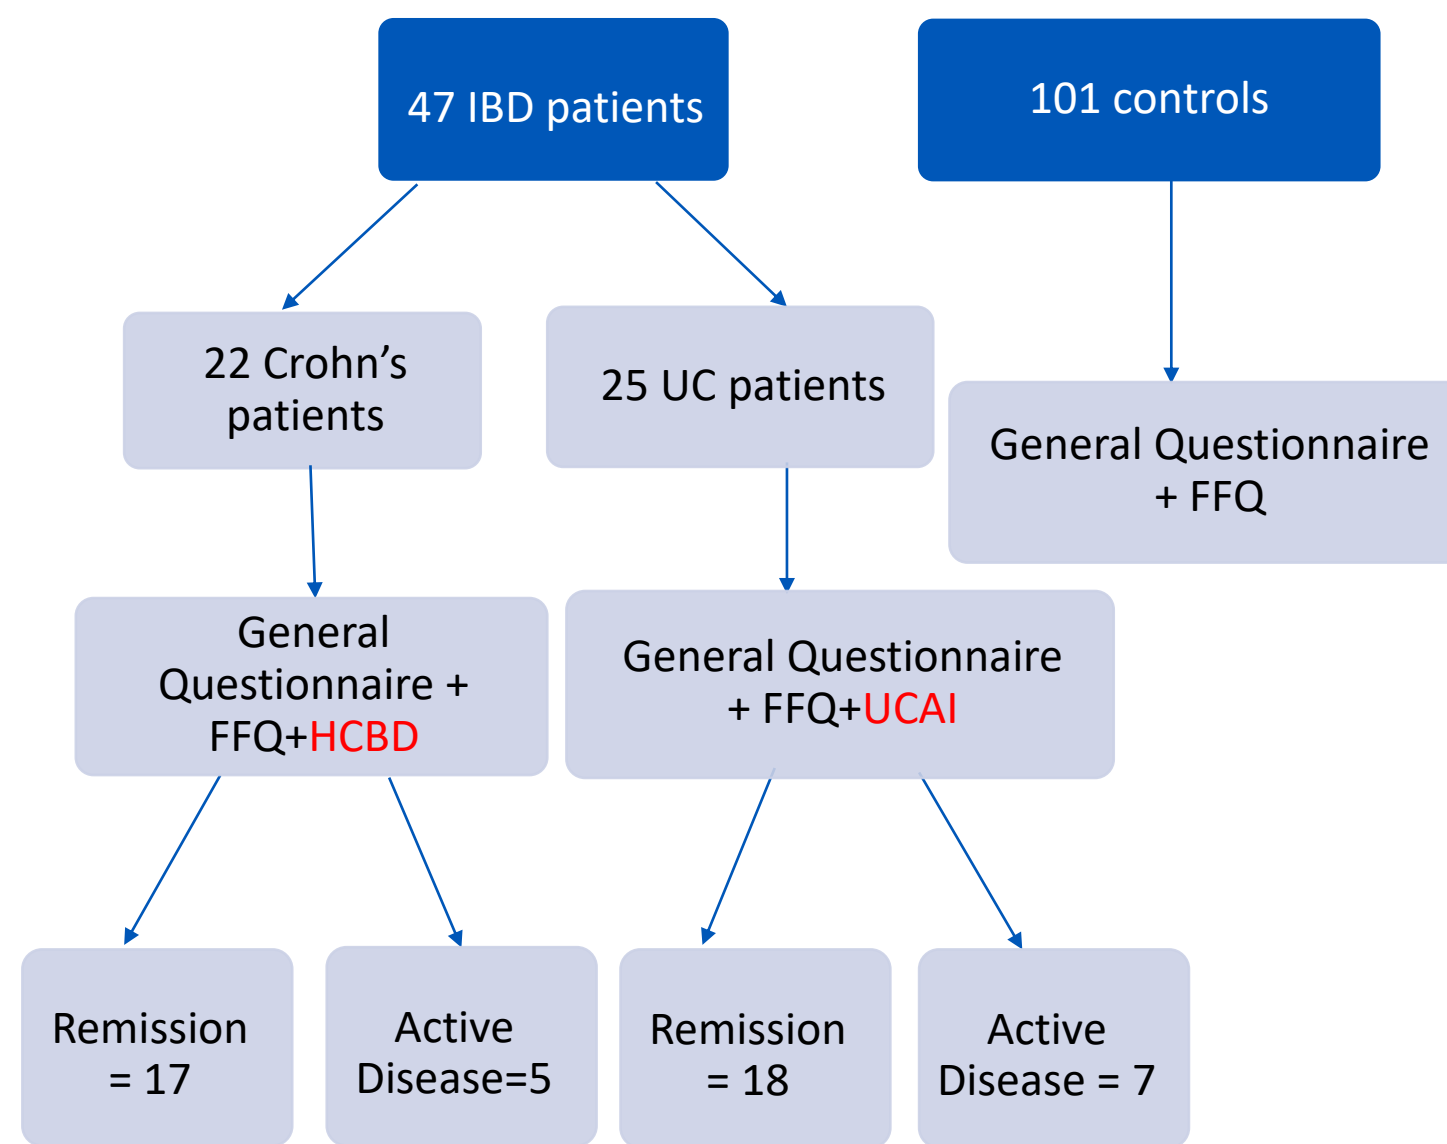 47 IBD patients
101 controls
22 Crohn’s
patients
25 UC patients
General Questionnaire
+ FFQ
General
Questionnaire +
FFQ+HCBD
General Questionnaire
+ FFQ+UCAI
Remission
= 17
Active
Disease=5
Remission
= 18
Active
Disease = 7